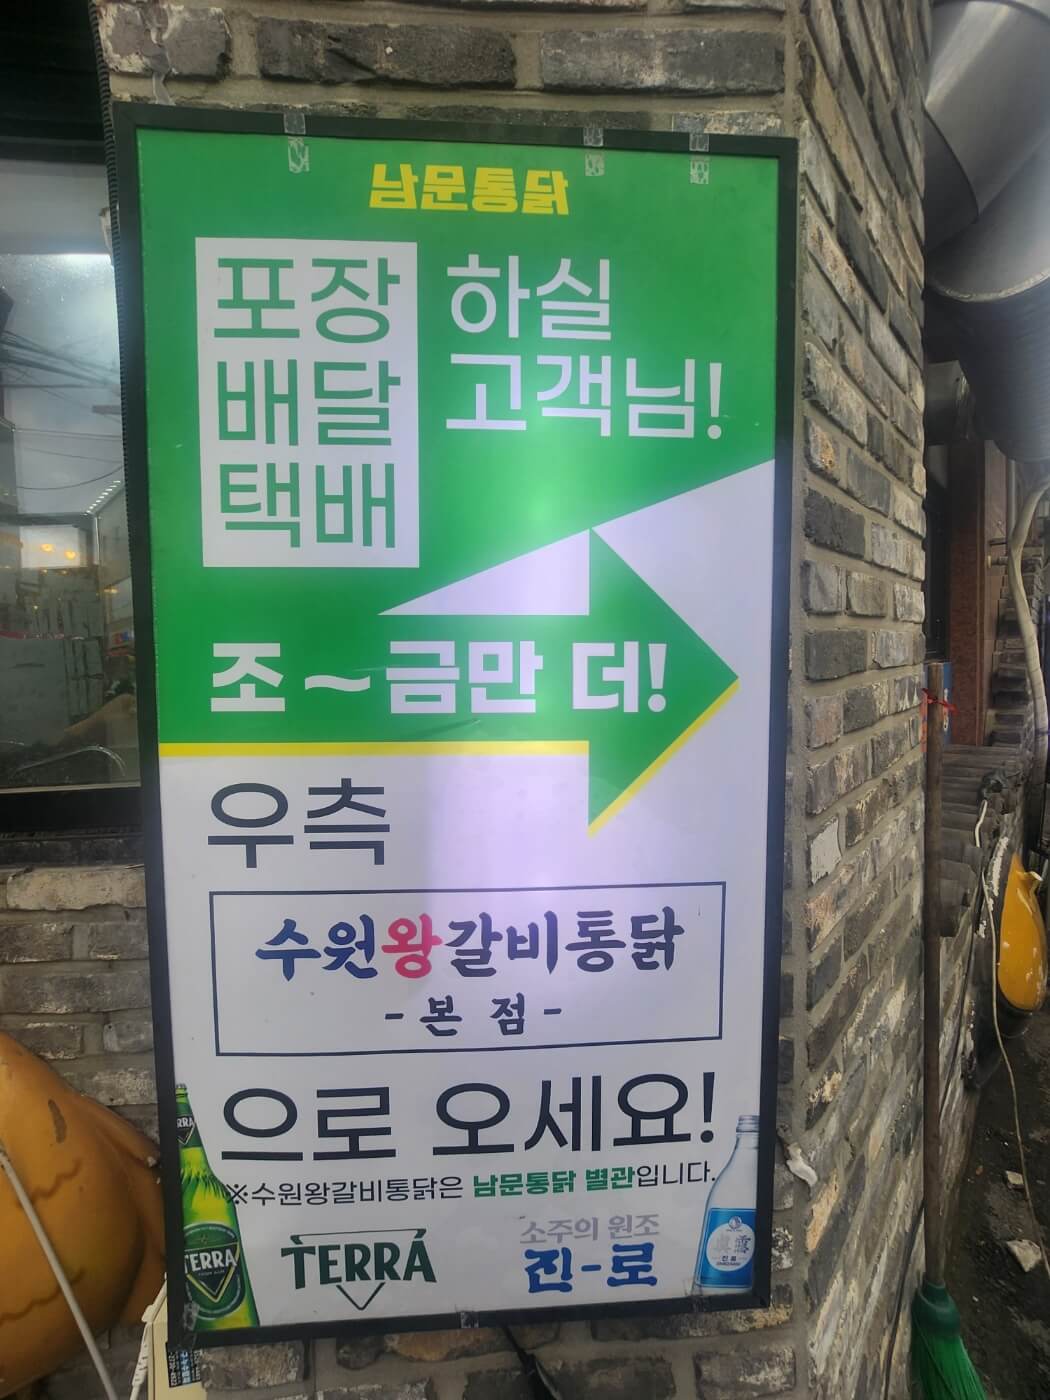 남문통닭
포장
배달
택배
하실
고객님!
조~금만 더!
우측
수원왕갈비통닭
-본 점-
으로 오세요!
※수원왕갈비통닭은 남문통닭 별관입니다.
TERRA
TERRA
소주의 원조
진-로
眞露